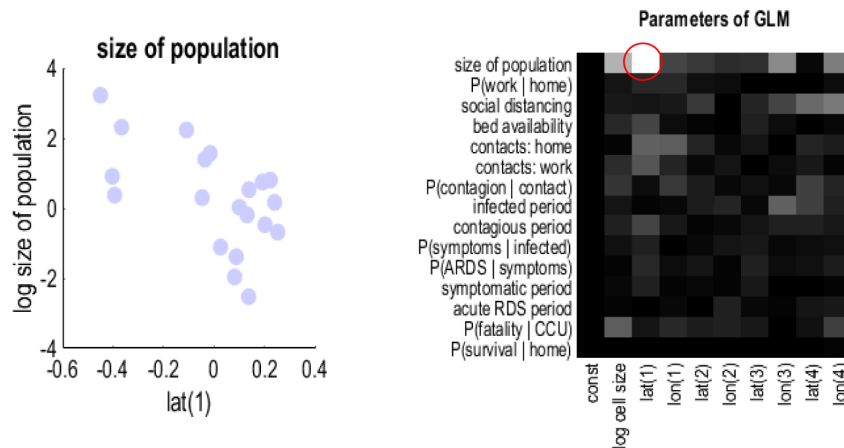 size of population
4
2
0
-2
-4
log size of population
-0.6
-0.4
-0.2
0
0.2
0.4
lat(1)
Parameters of GLM
size of population
P(work | home)
social distancing
bed availability
contacts: home
contacts: work
P(contagion | contact)
infected period
contagious period
P(symptoms | infected)
P(ARDS | symptoms)
symptomatic period
acute RDS period
P(fatality | CCU)
P(survival | home)
const
log cell size
lat(1)
lon(1)
lat(2)
lon(2)
lat(3)
lon(3)
lat(4)
lon(4)